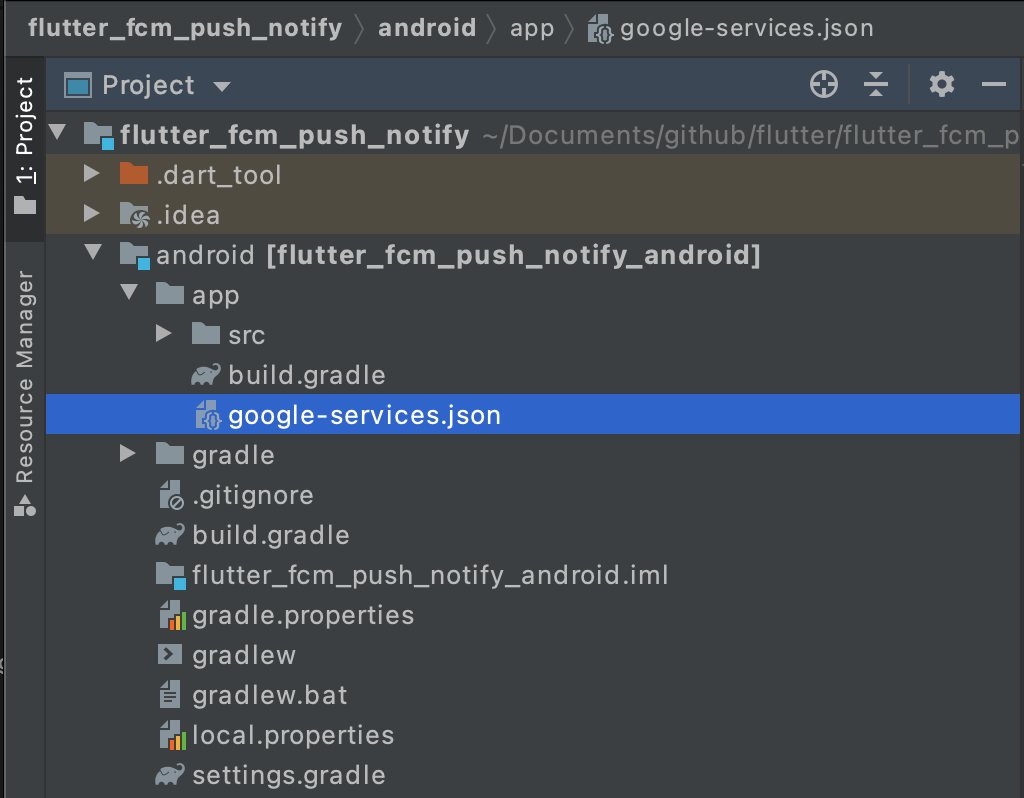 flutter_fcm_push_notify android app google-services.json
Project
1: Project
flutter_fcm_push_notify ~/Documents/github/flutter/flutter_fcm_p
.dart_tool
.idea
android [flutter_fcm_push_notify_android]
app
src
build.gradle
google-services.json
gradle
.gitignore
build.gradle
flutter_fcm_push_notify_android.iml
gradle.properties
gradlew
gradlew.bat
local.properties
settings.gradle
Resource Manager